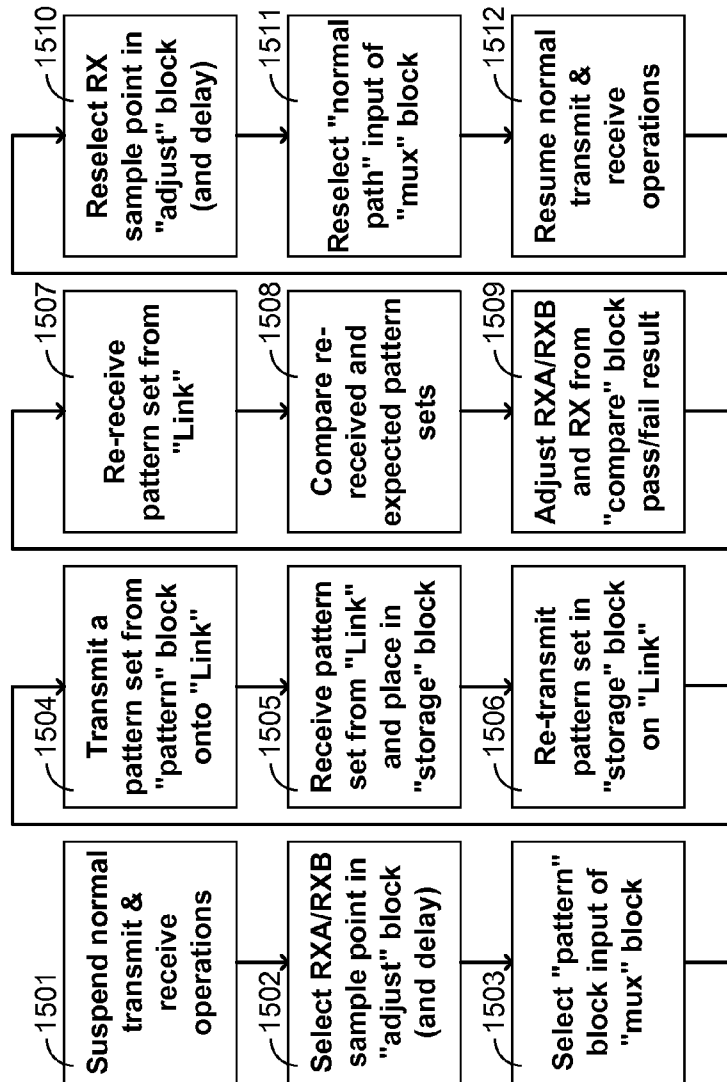 1501
Suspend normal
transmit &
receive
operations
1502
Select RXA/RXB
sample point in
"adjust" block
(and delay)
1503
Select "pattern"
block input of
"mux" block
1504
Transmit a
pattern set from
"pattern" block
onto "Link"
1505
Receive pattern
set from "Link"
and place in
"storage" block
1506
Re-transmit
pattern set in
"storage" block
on "Link"
1507
Re-receive
pattern set from
"Link"
1508
Compare re-
received and
expected pattern
sets
1509
Adjust RXA/RXB
and RX from
"compare" block
pass/fail result
1510
Reselect RX
sample point in
"adjust" block
(and delay)
1511
Reselect "normal
path" input of
"mux" block
1512
Resume normal
transmit &
receive
operations